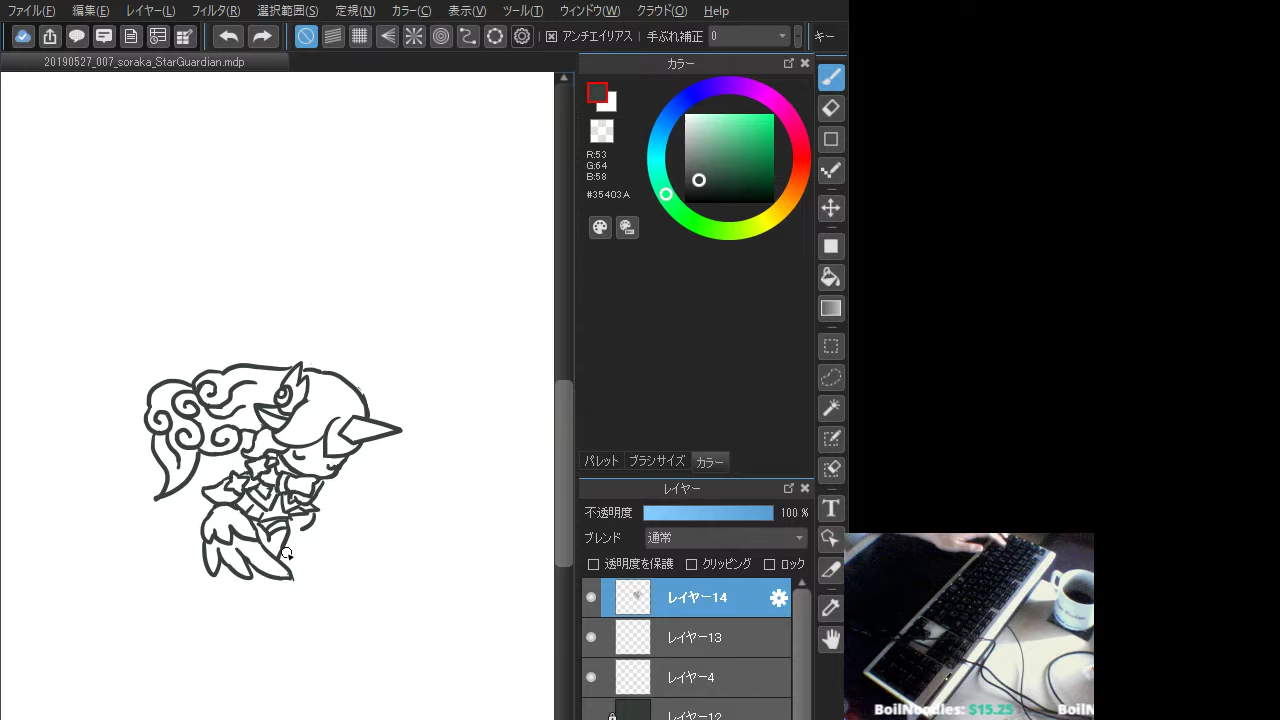 ファイル(F) 編集(E) レイヤー(L) フィルタ(R) 選択範囲(S) 定規(N) カラー(C) 表示(V) ツール(T) ウィンドウ(W) クラウド(O) Help
アンチエイリアス 手ぶれ補正 0 キー
20190527_007_soraka_StarGuardian.mdp
カラー
R:53
G:64
B:58
#35403A
パレット ブラシサイズ カラー
レイヤー
不透明度 100 %
ブレンド 通常
透明度を保護 クリッピング ロック
レイヤー14
レイヤー13
レイヤー4
レイヤー12
T
BoilNoodles: $15.25 BoilN